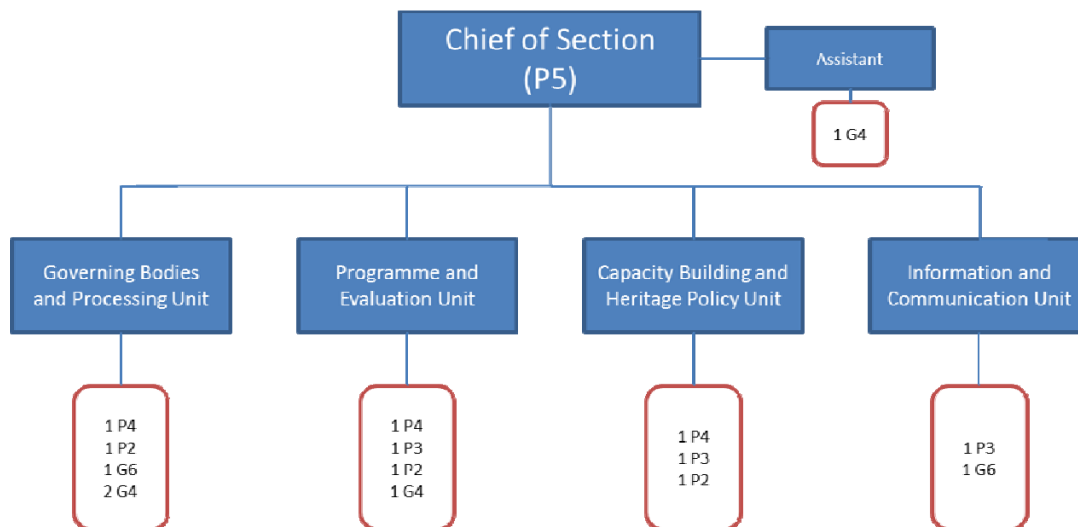 Chief of Section
(P5)
Assistant
1 G4
Governing Bodies
and Processing Unit
Programme and
Evaluation Unit
Capacity Building and
Heritage Policy Unit
Information and
Communication Unit
1 P4
1 P2
1 G6
2 G4
1 P4
1 P3
1 P2
1 G4
1 P4
1 P3
1 P2
1 P3
1 G6